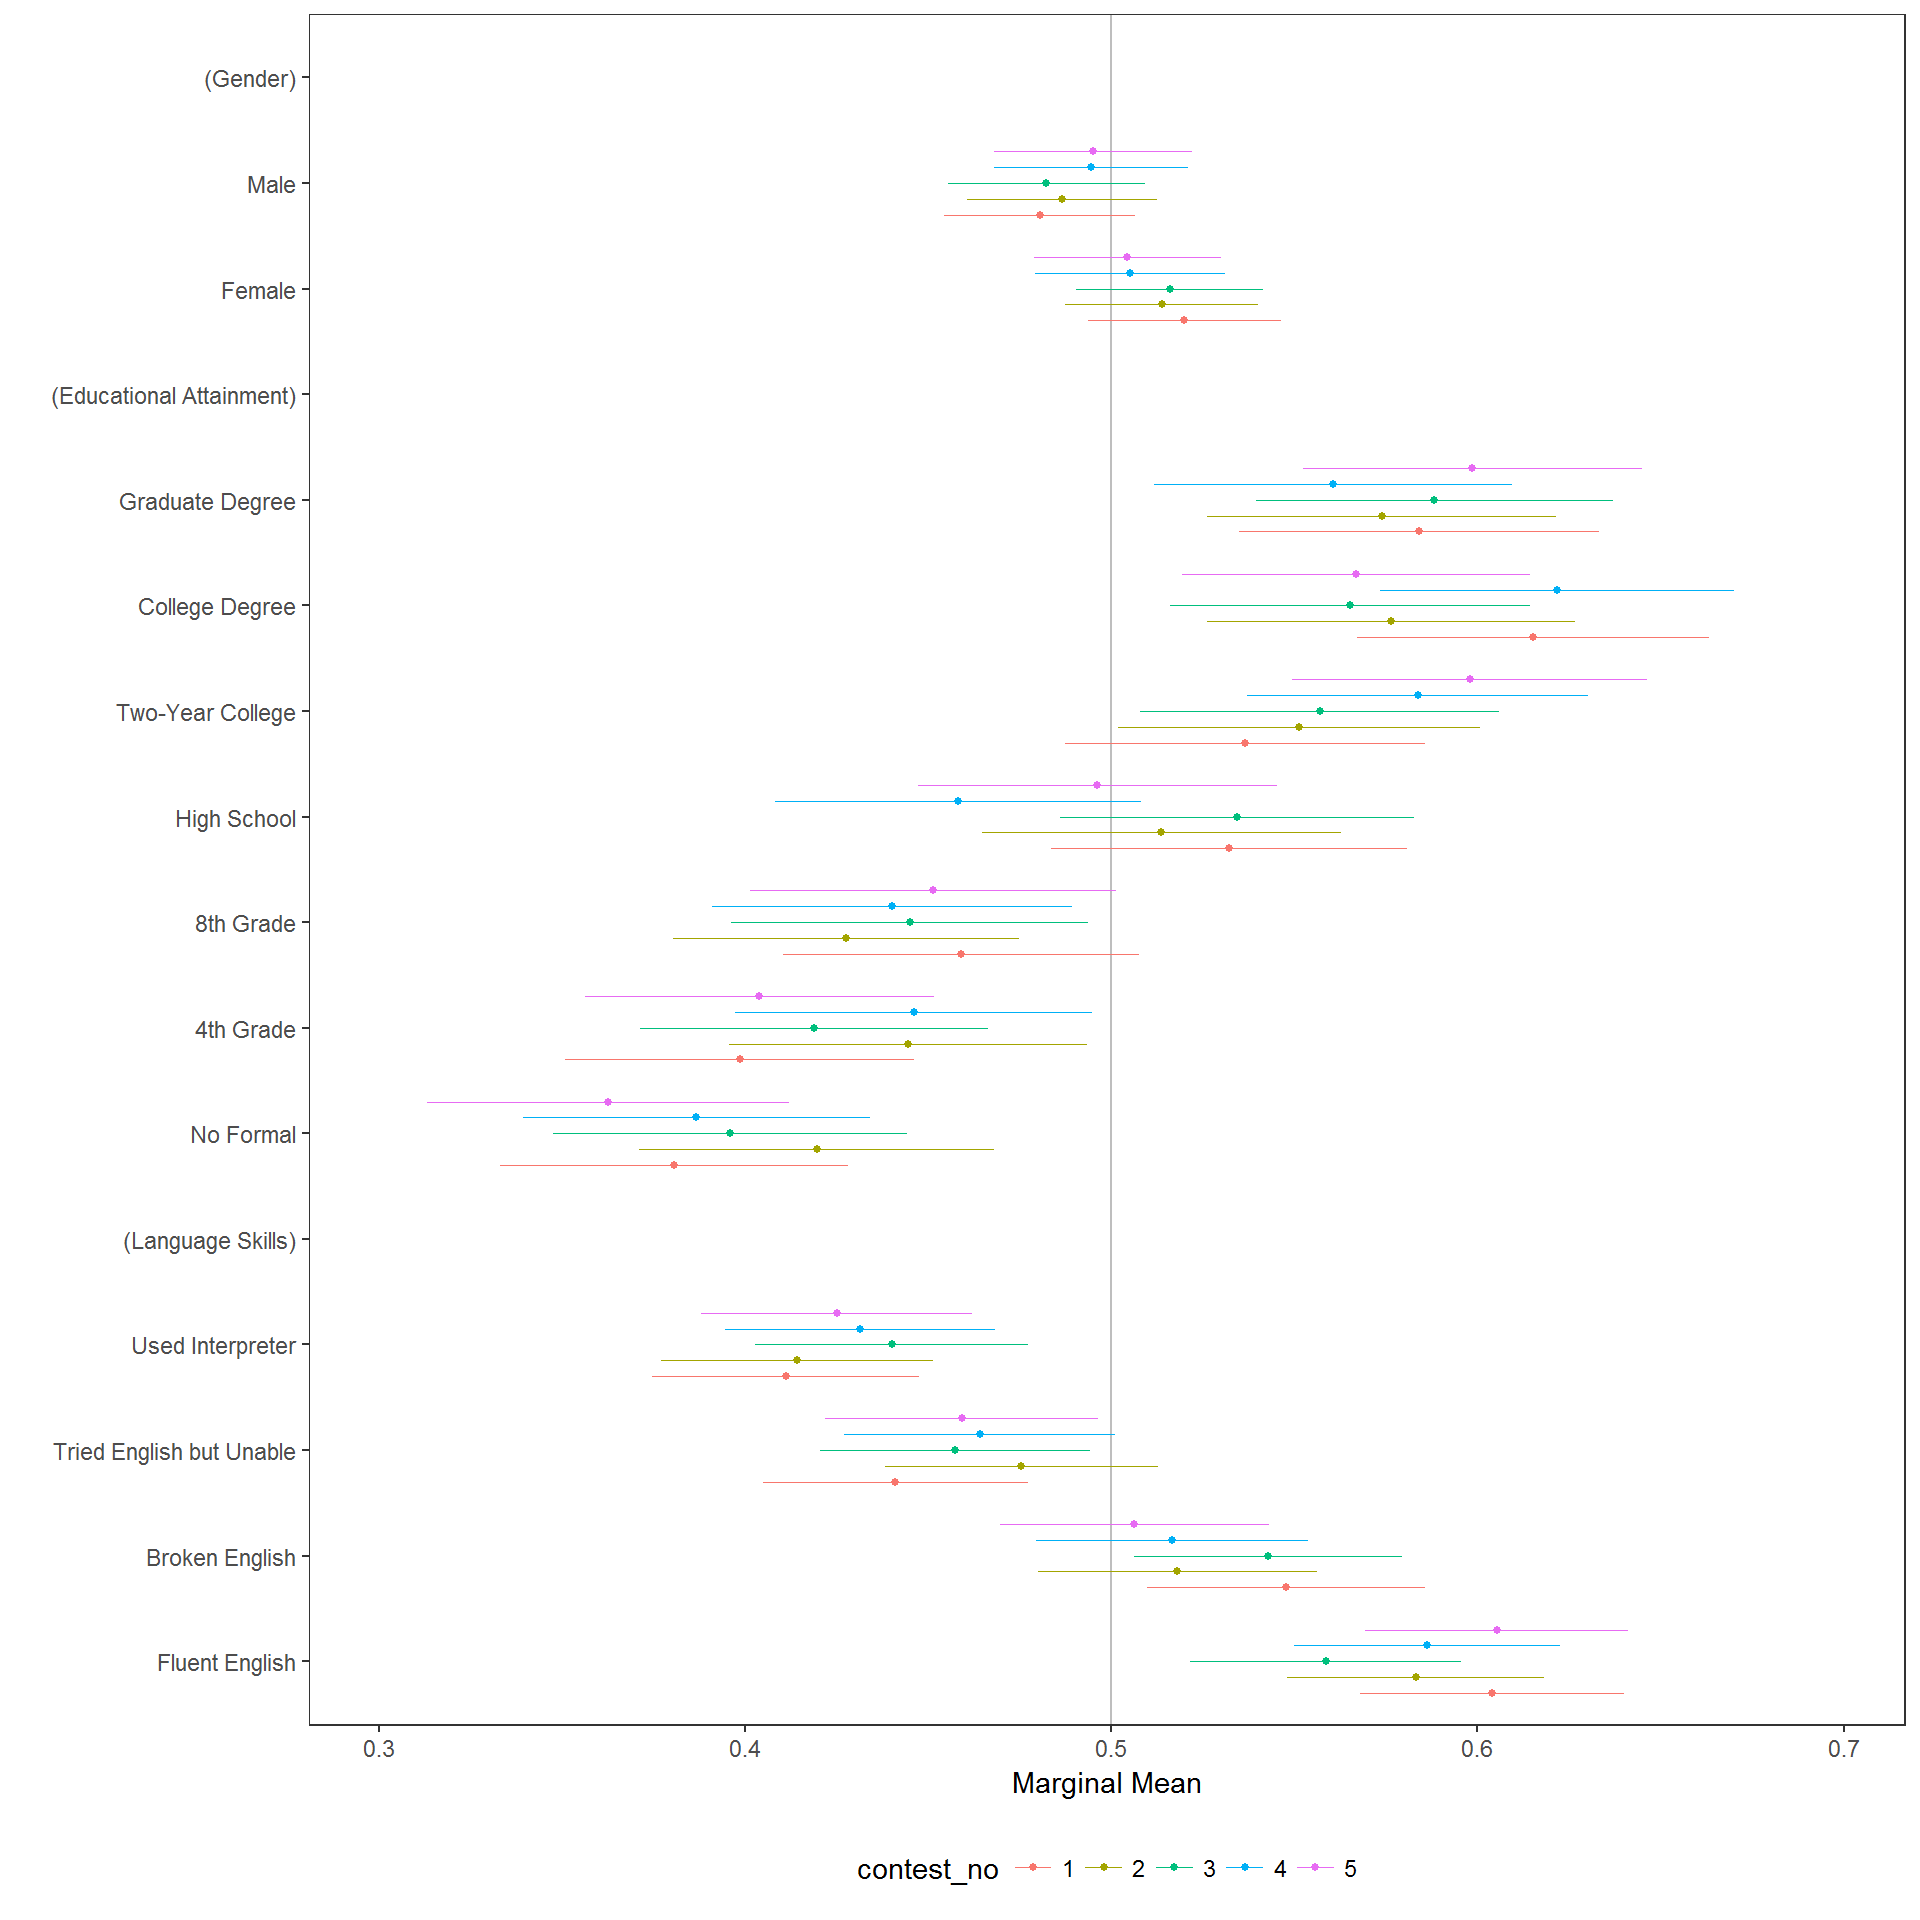 (Gender)
Male
Female
(Educational Attainment)
Graduate Degree
College Degree
Two-Year College
High School
8th Grade
4th Grade
No Formal
(Language Skills)
Used Interpreter
Tried English but Unable
Broken English
Fluent English
0.3 0.4 0.5 0.6 0.7
Marginal Mean
contest_no 1 2 3 4 5